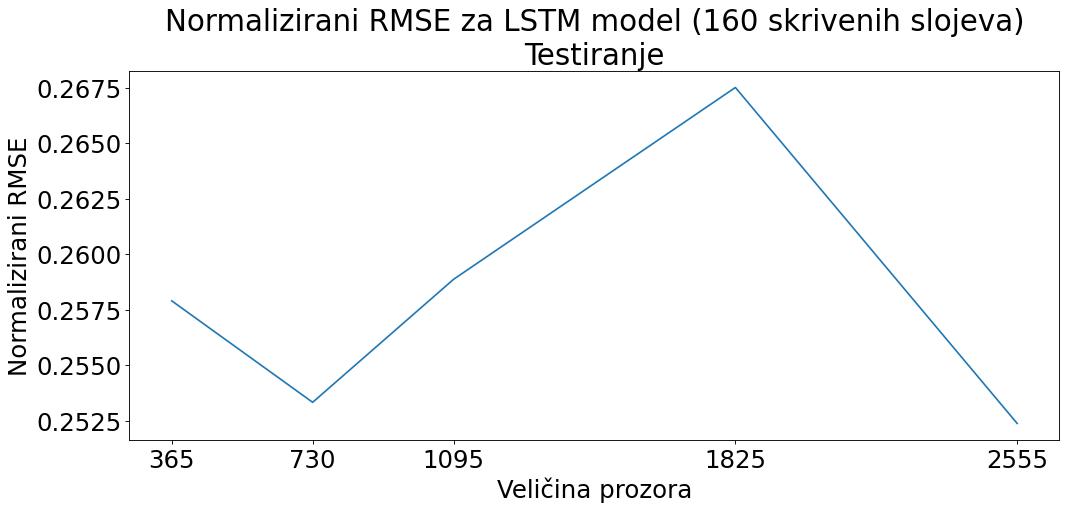 Normalizirani RMSE za LSTM model (160 skrivenih slojeva)
Testiranje
Normalizirani RMSE
0.2675
0.2650
0.2625
0.2600
0.2575
0.2550
0.2525
365 730 1095 1825 2555
Veličina prozora